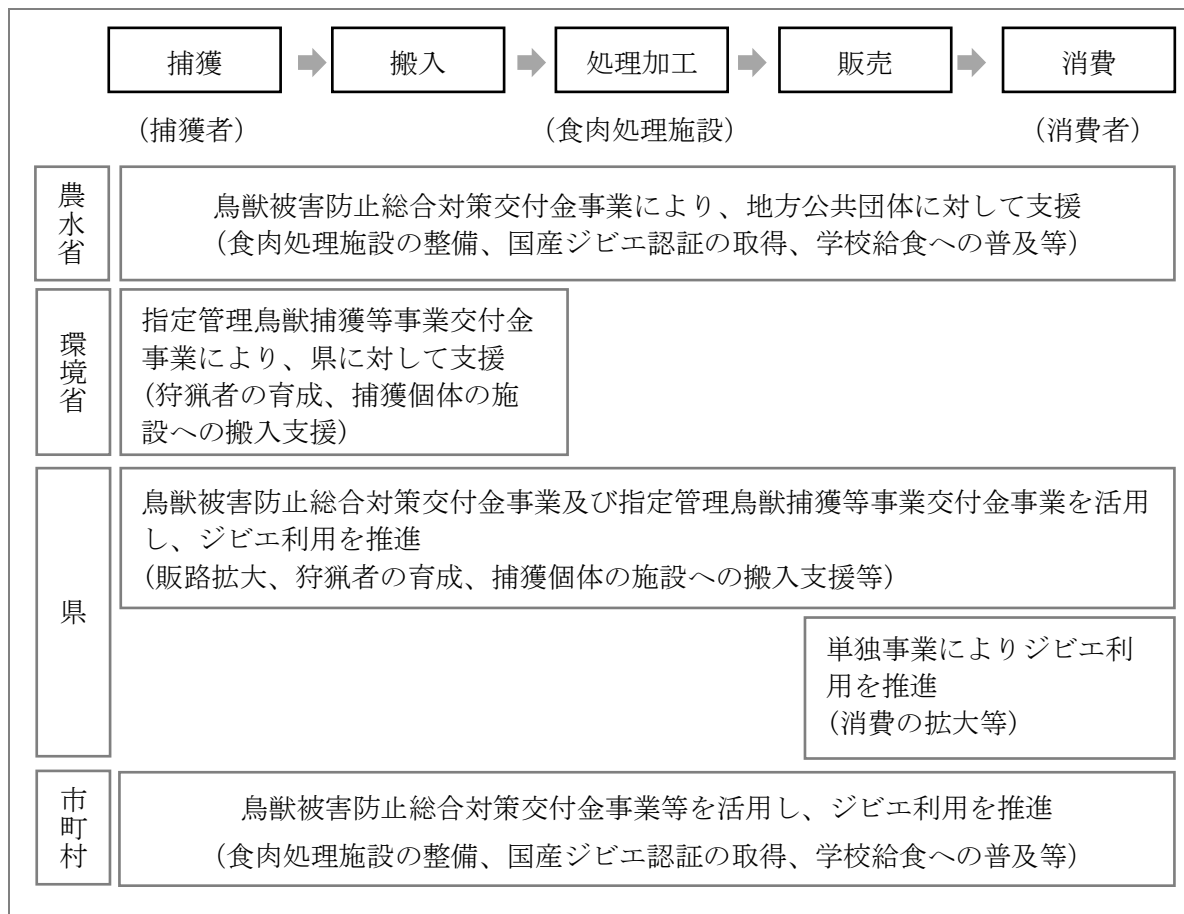 捕獲
搬入
処理加工
販売
消費
(捕獲者)
(食肉処理施設)
(消費者)
農水省
鳥獣被害防止総合対策交付金事業により、地方公共団体に対して支援
(食肉処理施設の整備、国産ジビエ認証の取得、学校給食への普及等)
環境省
指定管理鳥獣捕獲等事業交付金
事業により、県に対して支援
(狩猟者の育成、捕獲個体の施
設への搬入支援)
県
鳥獣被害防止総合対策交付金事業及び指定管理鳥獣捕獲等事業交付金事業を活用
し、ジビエ利用を推進
(販路拡大、狩猟者の育成、捕獲個体の施設への搬入支援等)
単独事業によりジビエ利
用を推進
(消費の拡大等)
市町村
鳥獣被害防止総合対策交付金事業等を活用し、ジビエ利用を推進
(食肉処理施設の整備、国産ジビエ認証の取得、学校給食への普及等)